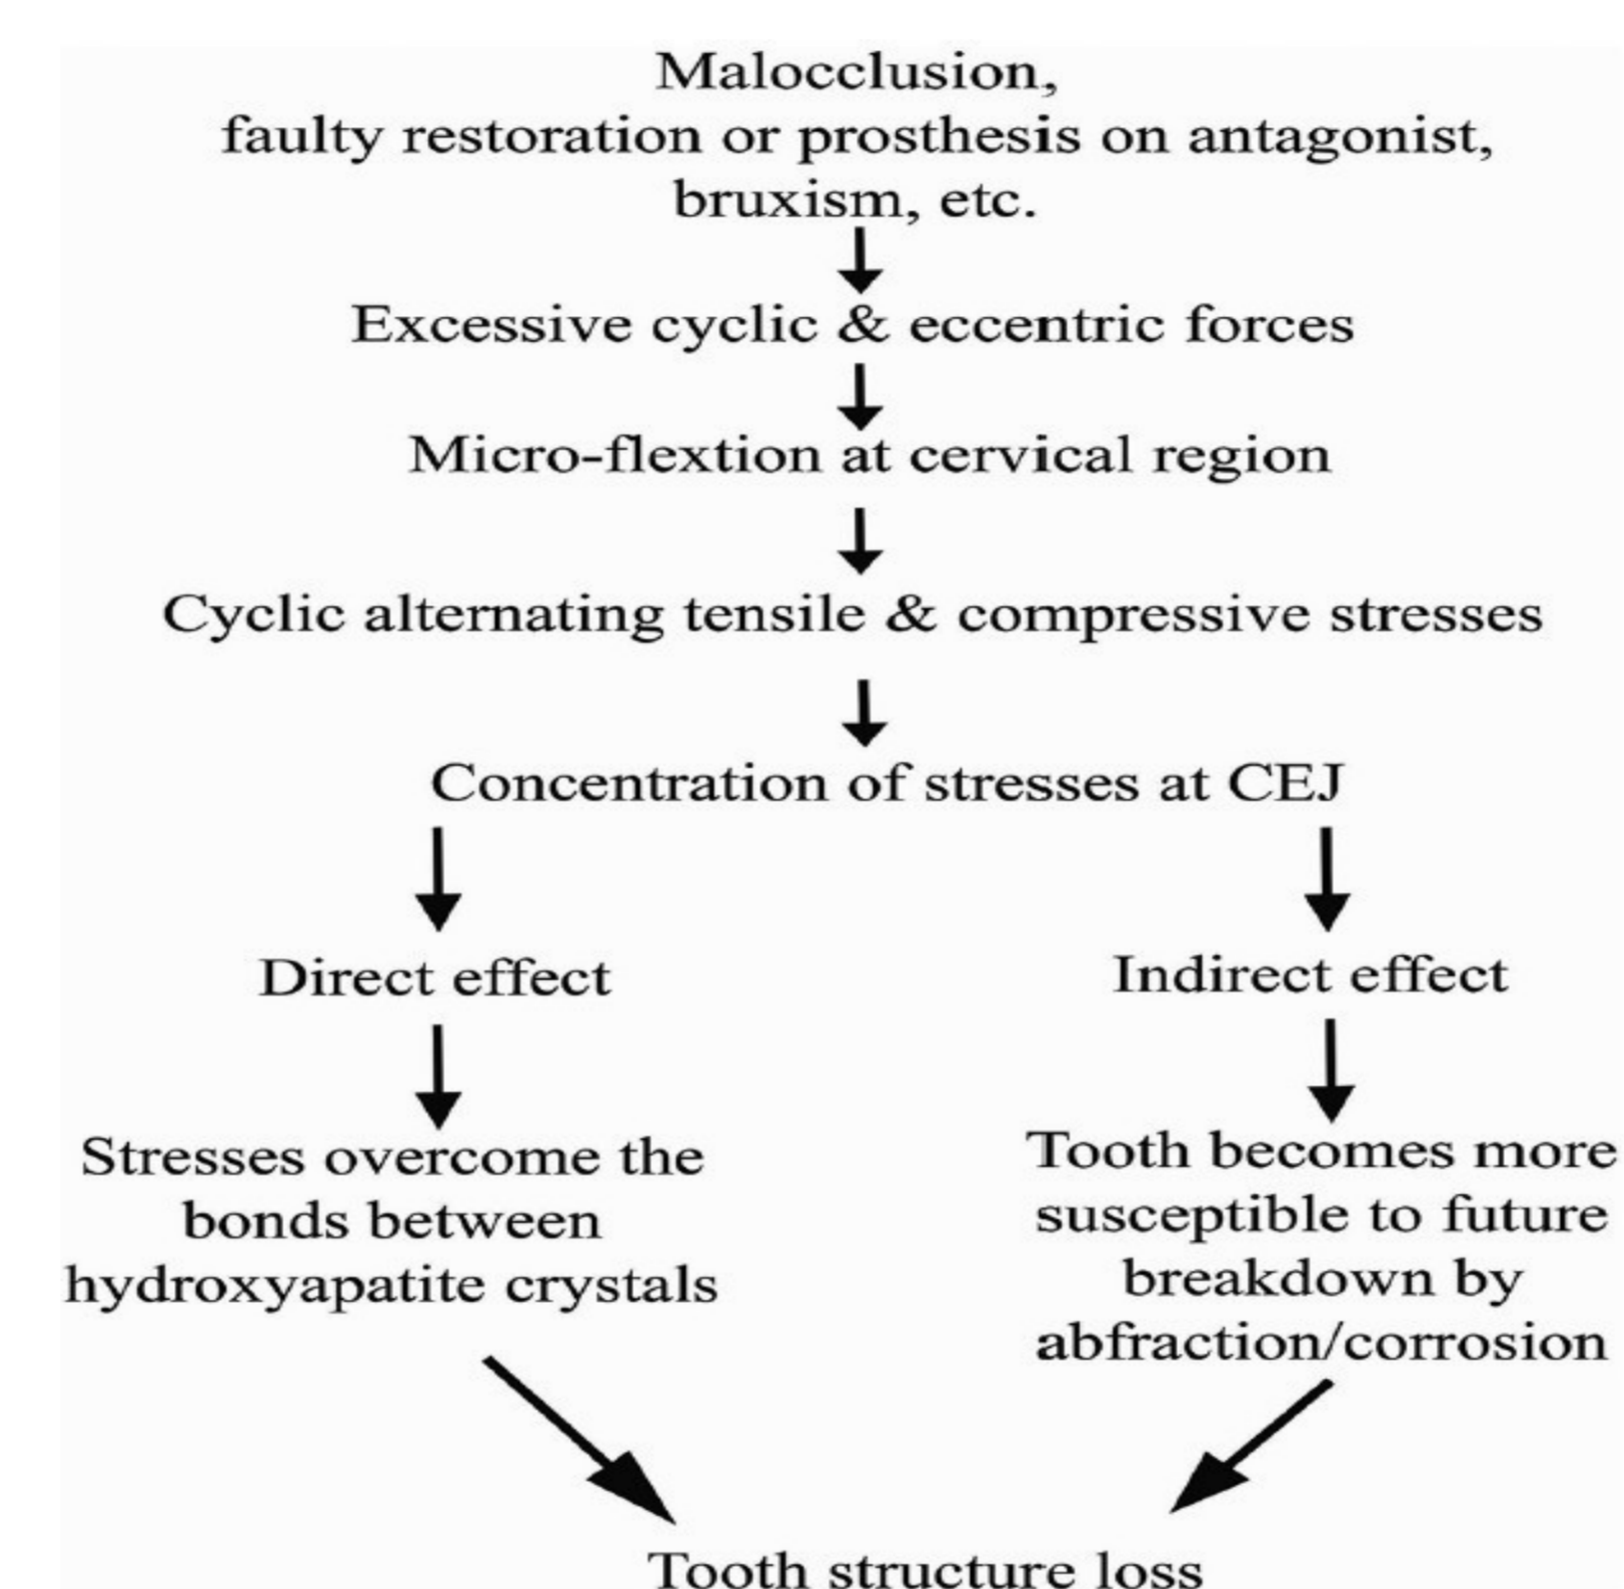 Malocclusion,
faulty restoration or prosthesis on antagonist,
bruxism, etc.
Excessive cyclic & eccentric forces
Micro-flextion at cervical region
Cyclic alternating tensile & compressive stresses
Concentration of stresses at CEJ
Direct effect
Indirect effect
Stresses overcome the
bonds between
hydroxyapatite crystals
Tooth becomes more
susceptible to future
breakdown by
abfraction/corrosion
Tooth structure loss